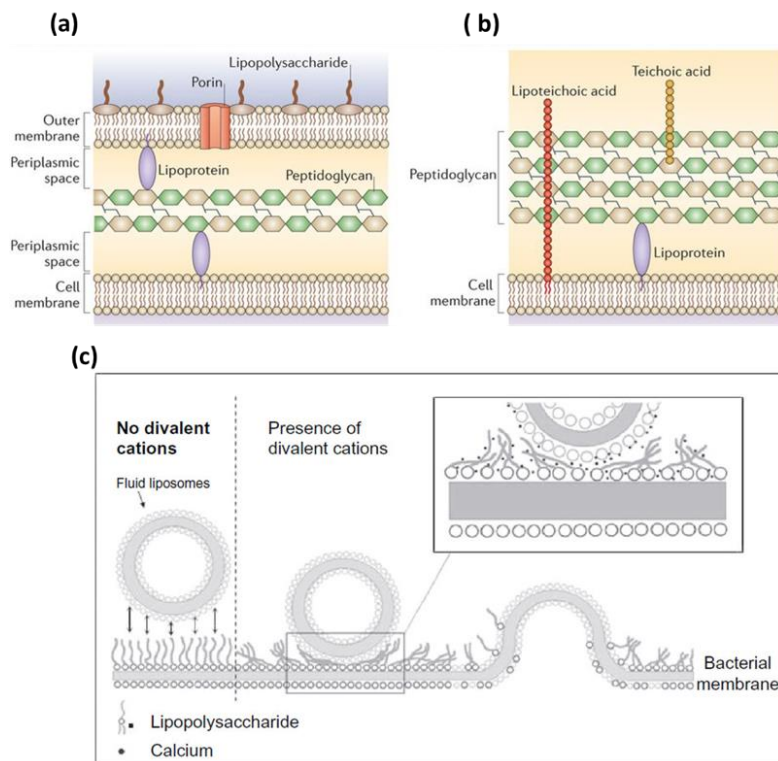 (a)
Lipopolysaccharide
Porin
Outer
membrane
Periplasmic
space
Lipoprotein
Peptidoglycan
Periplasmic
space
Cell
membrane
( b)
Teichoic acid
Lipoteichoic acid
Peptidoglycan
Lipoprotein
Cell
membrane
(c)
No divalent
cations
Presence of
divalent cations
Fluid liposomes
Bacterial
membrane
Lipopolysaccharide
Calcium